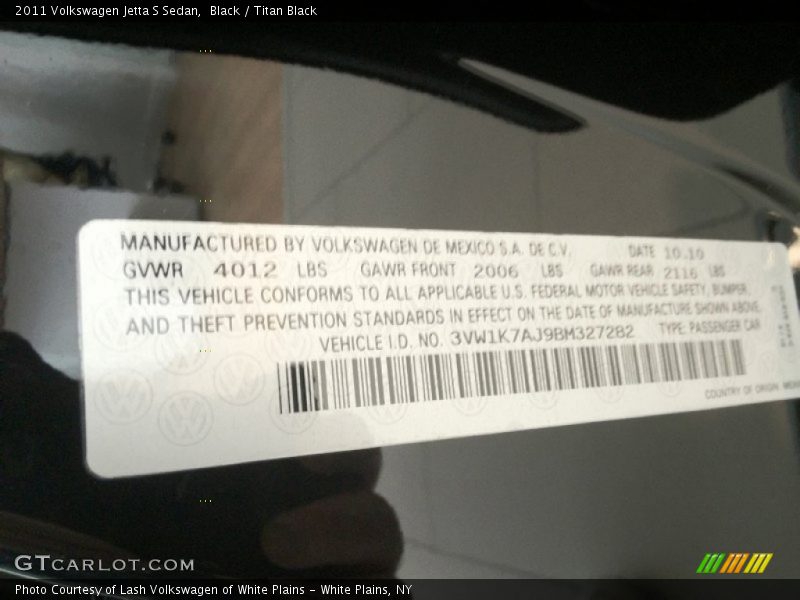 2011 Volkswagen Jetta S Sedan,  Black / Titan Black
MANUFACTURED BY VOLKSWAGEN DE MEXICO S.A. DE C.V. DATE 10.10
GVWR 4012 LBS GAWR FRONT 2006 LBS GAWR REAR 2116 LBS
THIS VEHICLE CONFORMS TO ALL APPLICABLE U.S. FEDERAL MOTOR VEHICLE SAFETY, BUMPER,
AND THEFT PREVENTION STANDARDS IN EFFECT ON THE DATE OF MANUFACTURE SHOWN ABOVE.
VEHICLE I.D. NO. 3VW1K7AJ9BM327282 TYPE: PASSENGER CAR
COUNTRY OF ORIGIN
GTCARLOT.COM
Photo Courtesy of Lash Volkswagen of White Plains - White Plains, NY